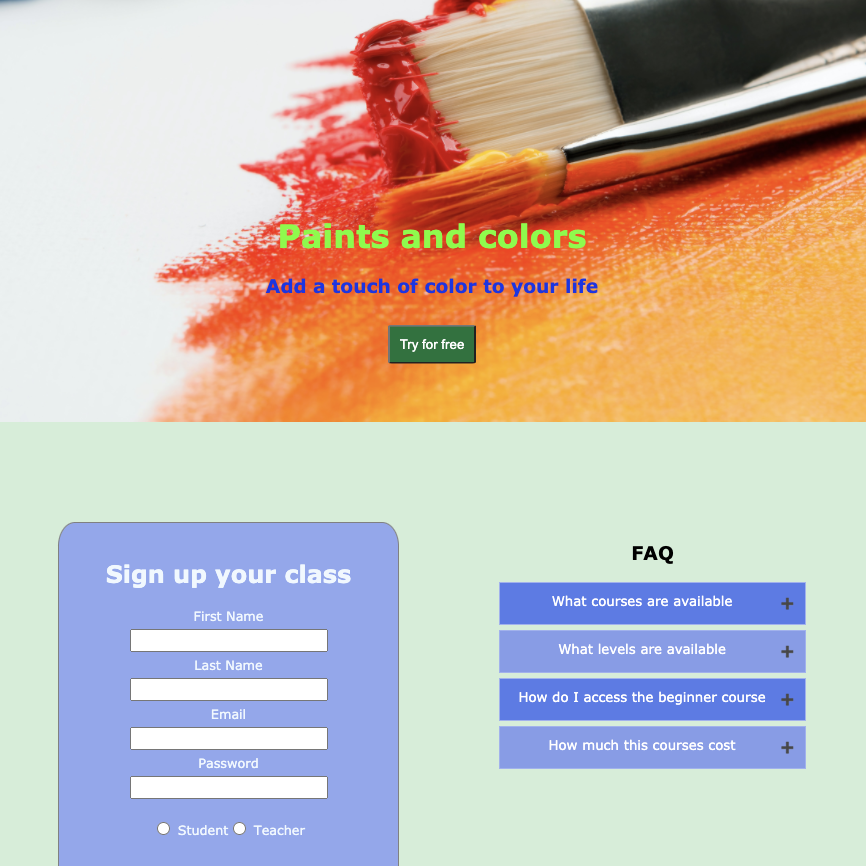 Paints and colors
Add a touch of color to your life
Try for free
Sign up your class
First Name
Last Name
Email
Password
Student Teacher
FAQ
What courses are available
What levels are available
How do I access the beginner course
How much this courses cost